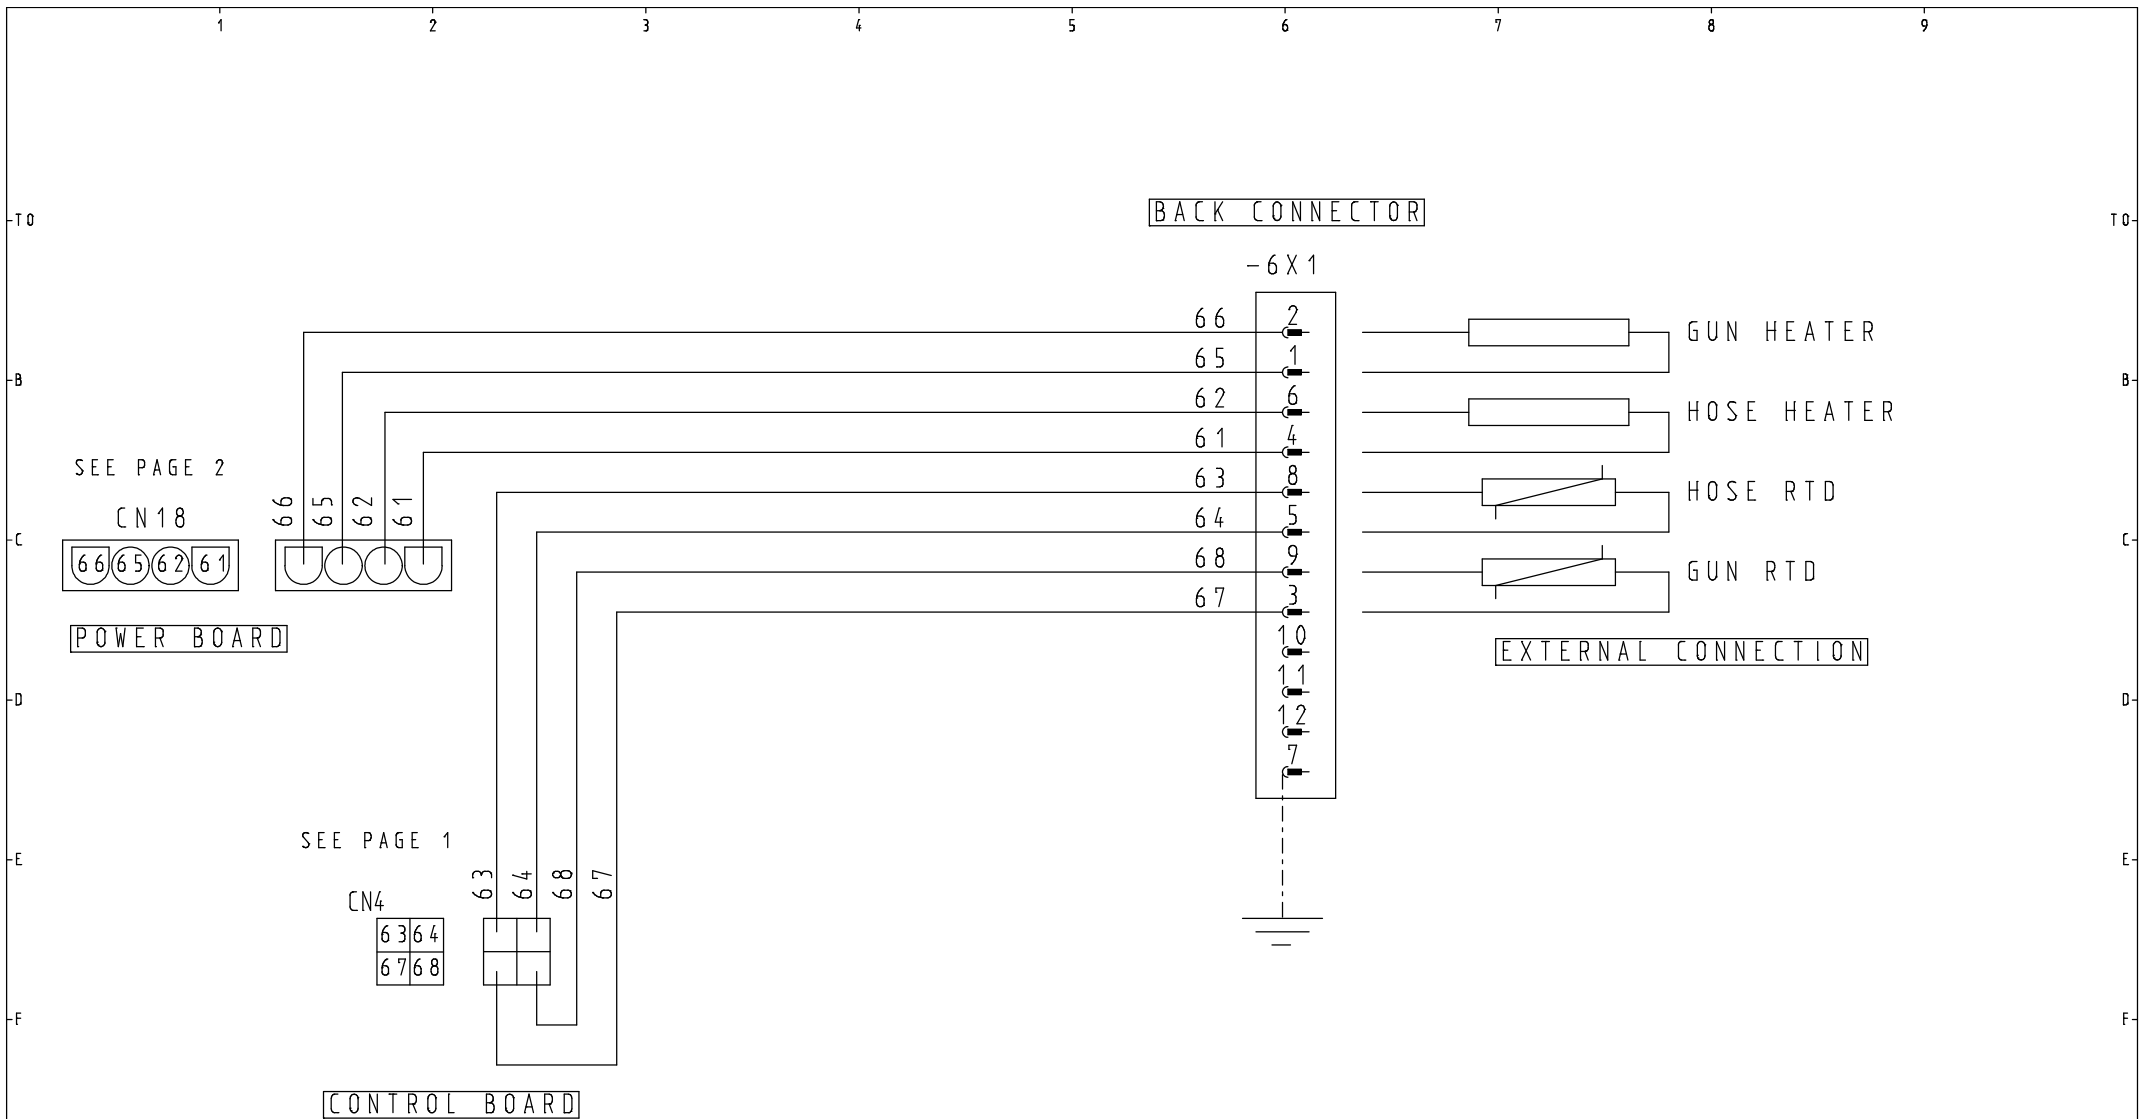 1 2 3 4 5 6 7 8 9
T0 T0
BACK CONNECTOR
-6X1
66 2 GUN HEATER
65 1
B B
62 6 HOSE HEATER
61 4
SEE PAGE 2
63 8 HOSE RTD
66 65 62 61
CN18
64 5
C C
66 65 62 61
68 9 GUN RTD
67 3
POWER BOARD
10
EXTERNAL CONNECTION
11
D D
12
7
SEE PAGE 1
E E
63 64 68 67
CN4
63 64
67 68
F F
CONTROL BOARD